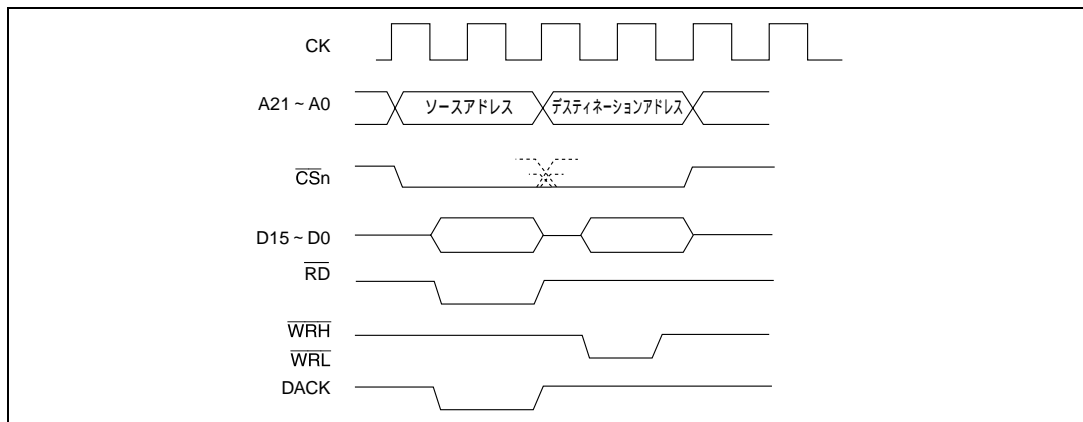 CK
A21 ~ A0
ソースアドレス デスティネーションアドレス
CSn
D15 ~ D0
RD
WRH
WRL
DACK